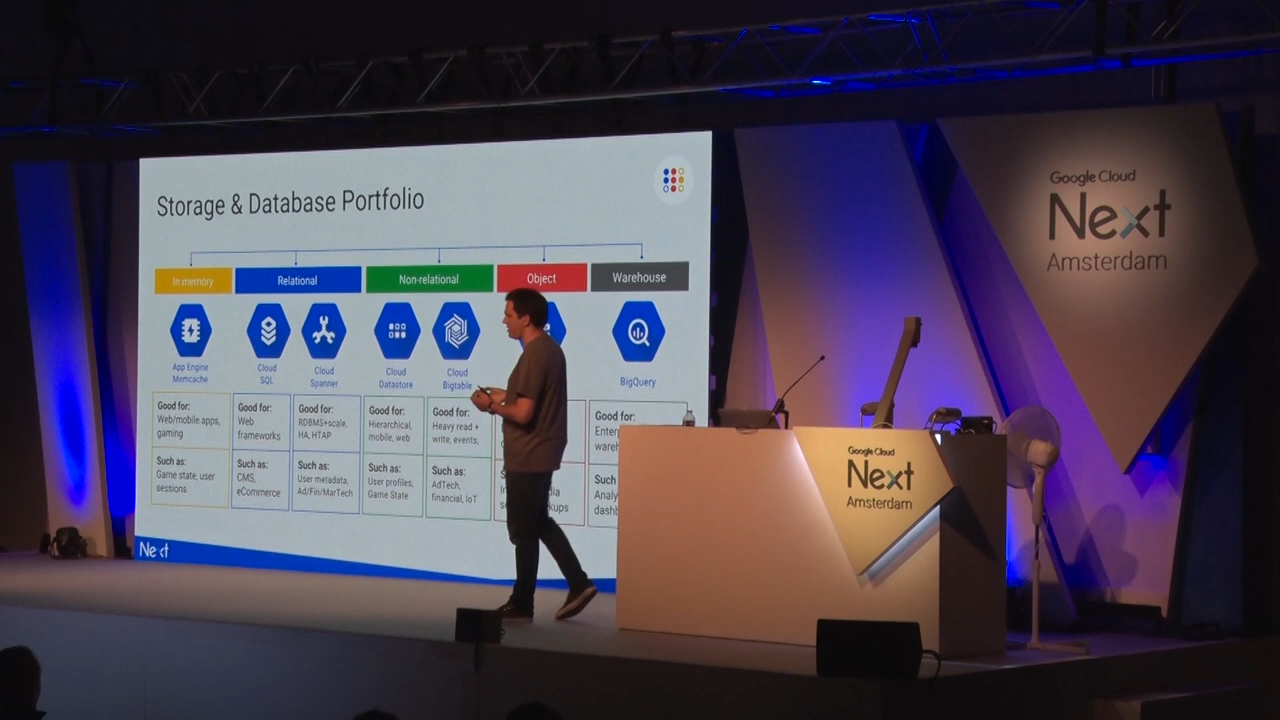 Storage & Database Portfolio
In memory
Relational
Non-relational
Object
Warehouse
App Engine
Memcache
Cloud
SQL
Cloud
Spanner
Cloud
Datastore
Cloud
Bigtable
BigQuery
Good for:
Web/mobile apps,
gaming
Good for:
Web
frameworks
Good for:
RDBMS+scale,
HA, HTAP
Good for:
Hierarchical,
mobile, web
Good for:
Heavy read +
write, events,
Good for:
Such as:
Game state, user
sessions
Such as:
CMS,
eCommerce
Such as:
User metadata,
Ad/Fin/MarTech
Such as:
User profiles,
Game State
Such as:
AdTech,
financial, IoT
Such
Next
Google Cloud
Next
Amsterdam
Google Cloud
Next
Amsterdam